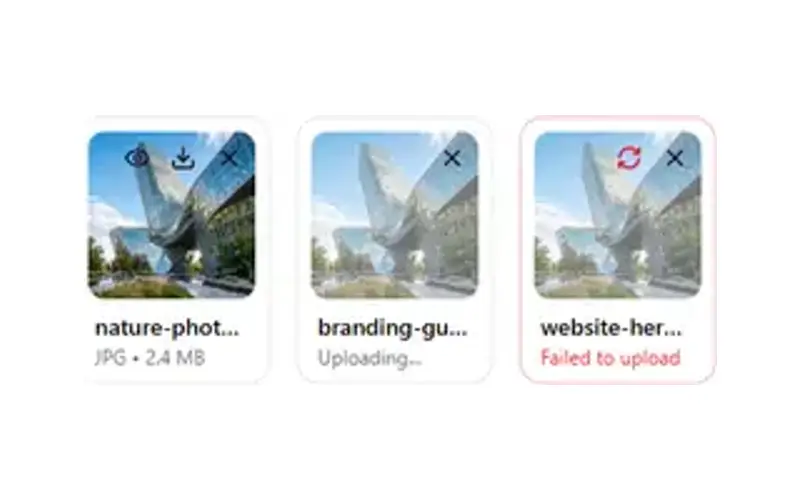 nature-phot...
JPG • 2.4 MB
branding-gu...
Uploading...
website-her...
Failed to upload